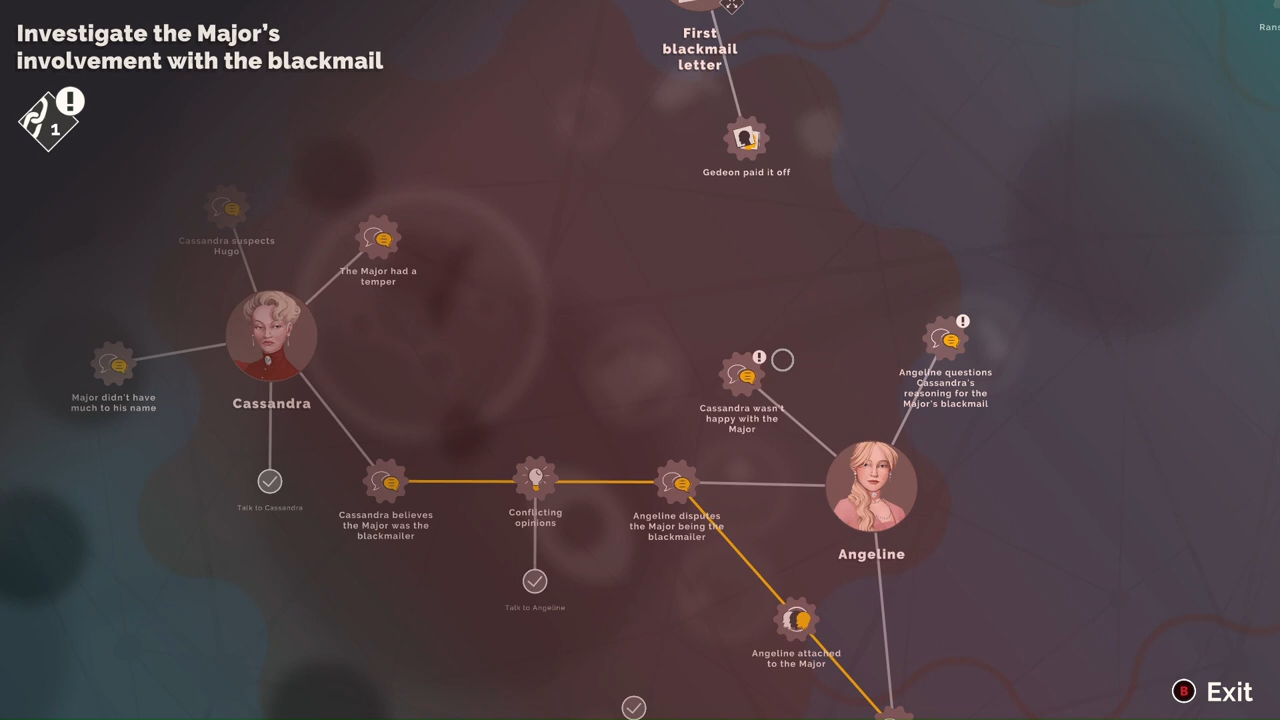 Investigate the Major's
involvement with the blackmail
1
First
blackmail
letter
Gedeon paid it off
Cassandra suspects
Hugo
The Major had a
temper
Major didn't have
much to his name
Cassandra
Talk to Cassandra
Cassandra believes
the Major was the
blackmailer
Conflicting
opinions
Talk to Angeline
Angeline disputes
the Major being the
blackmailer
Cassandra wasn't
happy with the
Major
Angeline questions
Cassandra's
reasoning for the
Major's blackmail
Angeline
Angeline attached
to the Major
B Exit